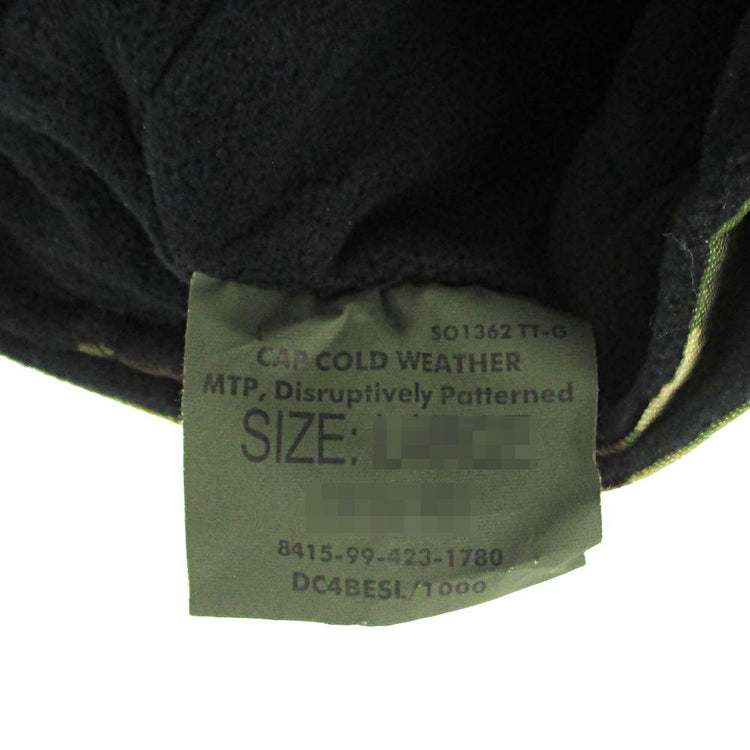 SO1362 TT-G
CAP COLD WEATHER
MTP, Disruptively Patterned
SIZE:
8415-99-423-1780
DC4BESL/1000